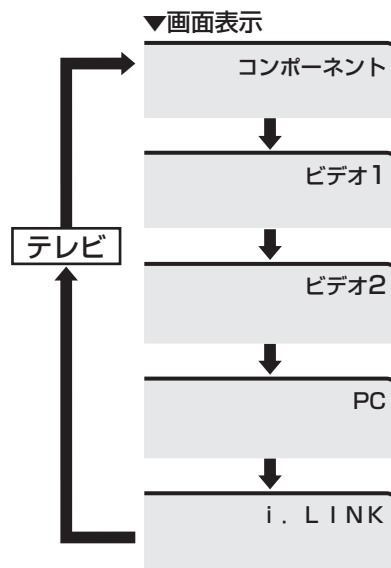 ▼画面表示
コンポーネント
ビデオ1
テレビ
ビデオ2
PC
i．LINK